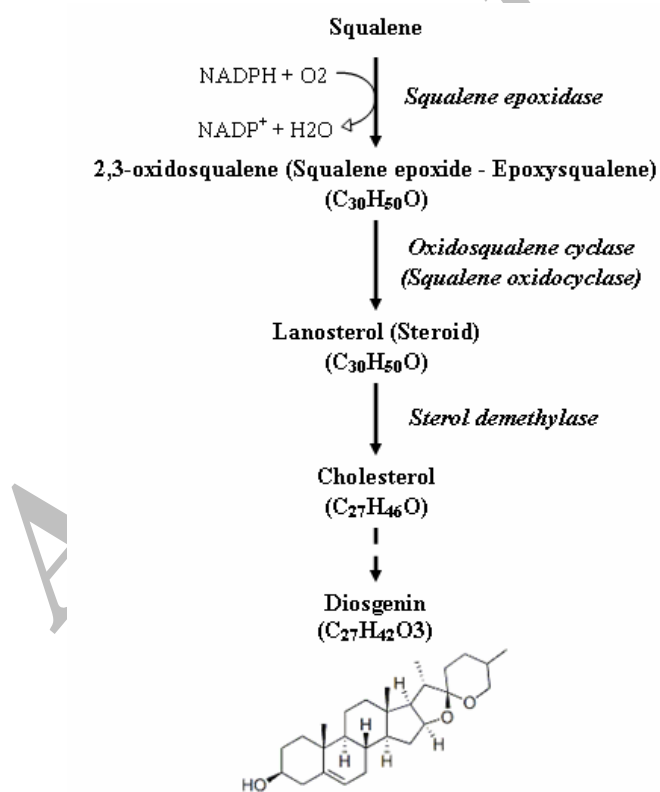 Squalene
NADPH + O2
Squalene epoxidase
NADP⁺ + H2O
2,3-oxidosqualene (Squalene epoxide - Epoxysqualene)
(C₃₀H₅₀O)
Oxidosqualene cyclase
(Squalene oxidocyclase)
Lanosterol (Steroid)
(C₃₀H₅₀O)
Sterol demethylase
Cholesterol
(C₂₇H₄₆O)
Diosgenin
(C₂₇H₄₂O3)
H
O
O
H
H
H
H
HO